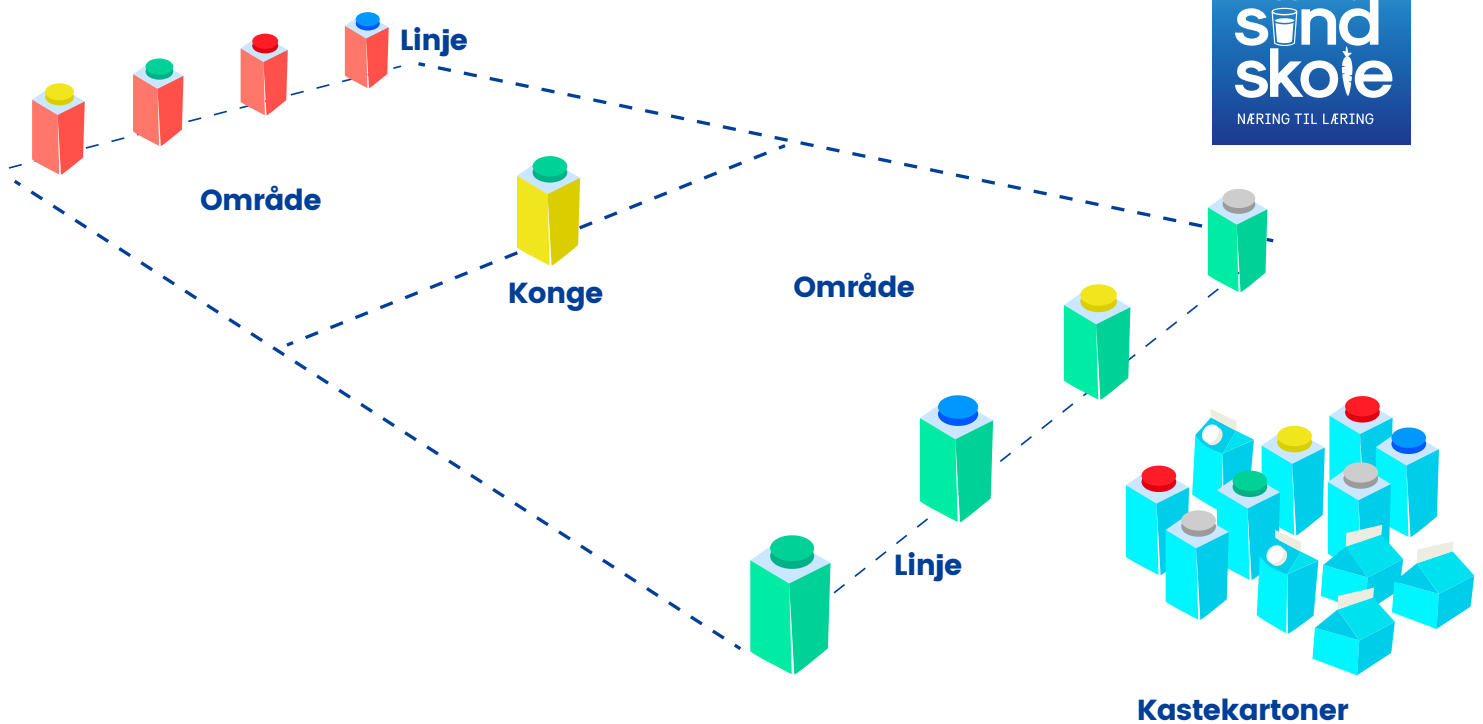 Linje
sund
skole
NÆRING TIL LÆRING
Område
Konge
Område
Linje
Kastekartoner